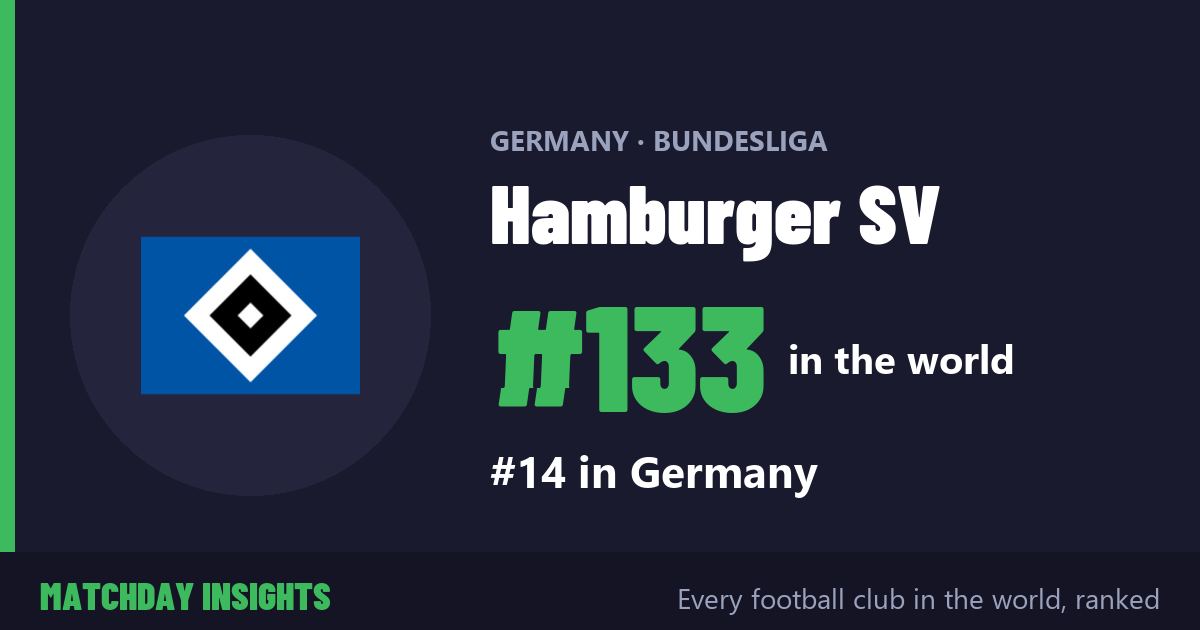 GERMANY · BUNDESLIGA
Hamburger SV
#133 in the world
#14 in Germany
MATCHDAY INSIGHTS
Every football club in the world, ranked